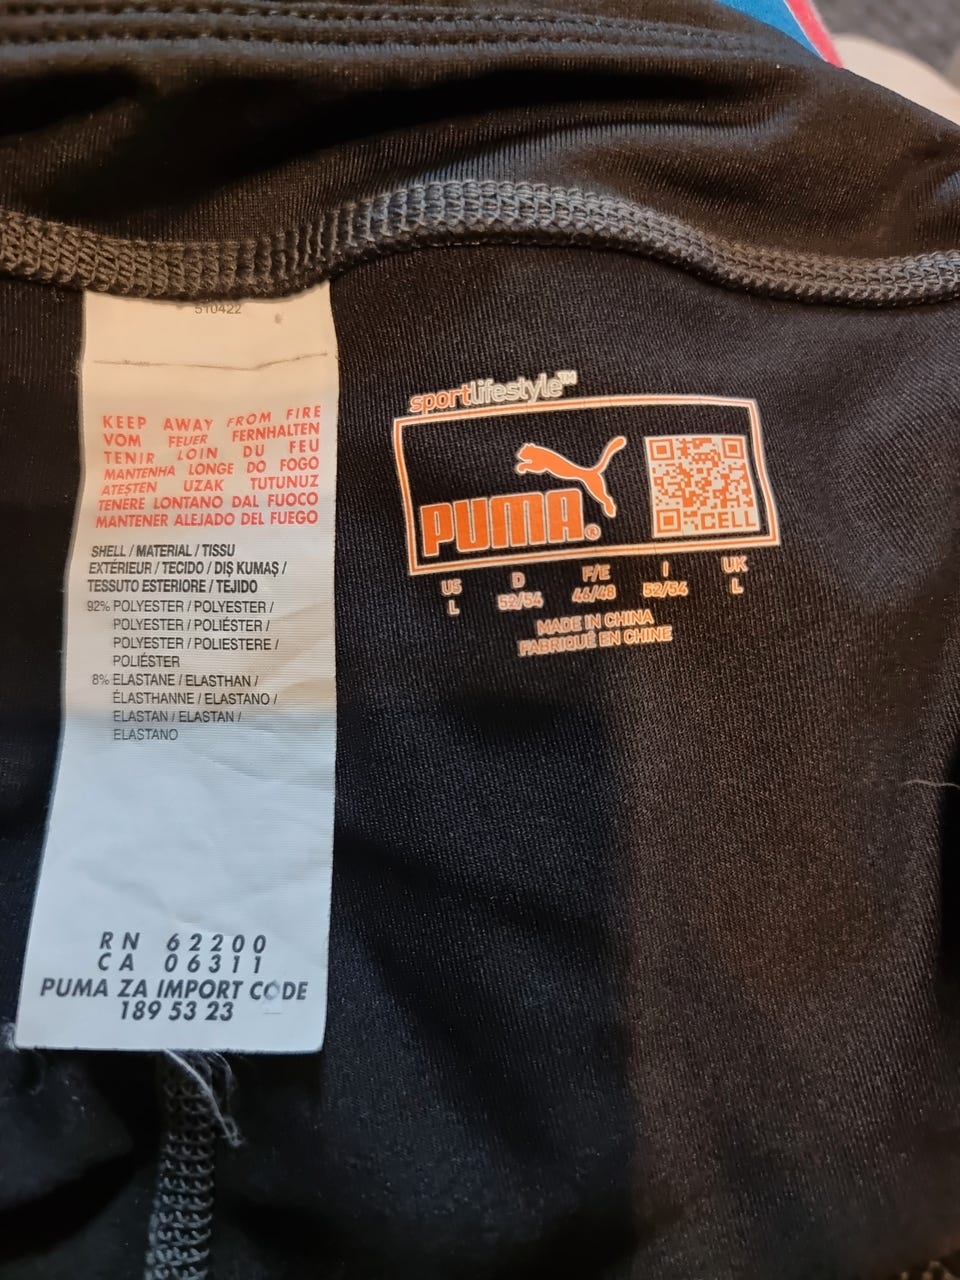 510422
KEEP AWAY FROM FIRE
VOM FEUER FERNHALTEN
TENIR LOIN DU FEU
MANTENHA LONGE DO FOGO
ATEŞTEN UZAK TUTUNUZ
TENERE LONTANO DAL FUOCO
MANTENER ALEJADO DEL FUEGO
SHELL / MATERIAL / TISSU
EXTÉRIEUR / TECIDO / DIŞ KUMAŞ /
TESSUTO ESTERIORE / TEJIDO
92% POLYESTER / POLYESTER /
POLYESTER / POLIÉSTER /
POLYESTER / POLIESTERE /
POLIÉSTER
8% ELASTANE / ELASTHAN /
ÉLASTHANNE / ELASTANO /
ELASTAN / ELASTAN /
ELASTANO
RN 62200
CA 06311
PUMA ZA IMPORT CODE
189 53 23
sportlifestyle™
PUMA®
CELL
US D F/E I UK
L 52/54 46/48 52/54 L
MADE IN CHINA
FABRIQUÉ EN CHINE